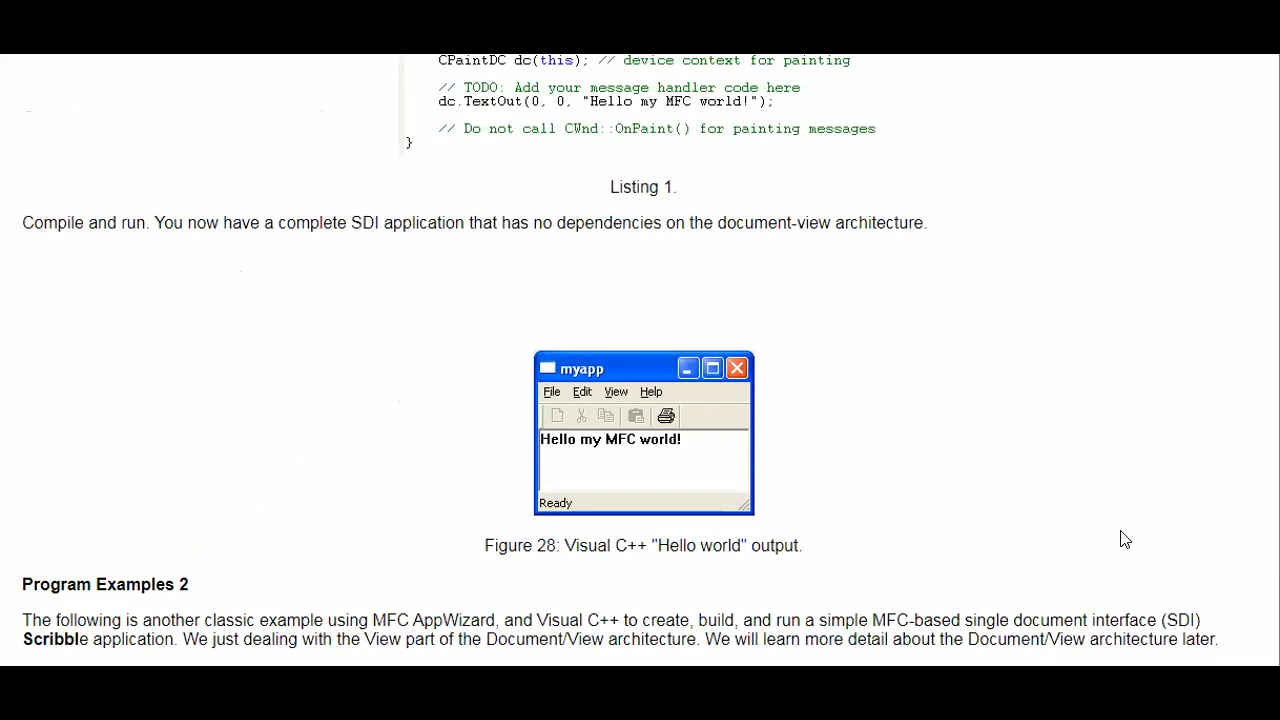 CPaintDC dc(this); // device context for painting
// TODO: Add your message handler code here
dc.TextOut(0, 0, "Hello my MFC world!");
// Do not call CWnd::OnPaint() for painting messages
}
Listing 1.
Compile and run. You now have a complete SDI application that has no dependencies on the document-view architecture.
myapp
File Edit View Help
Hello my MFC world!
Ready
Figure 28: Visual C++ "Hello world" output.
Program Examples 2
The following is another classic example using MFC AppWizard, and Visual C++ to create, build, and run a simple MFC-based single document interface (SDI)
Scribble application. We just dealing with the View part of the Document/View architecture. We will learn more detail about the Document/View architecture later.